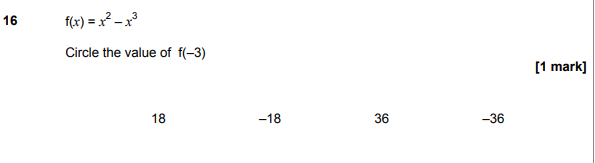 16 f(x) = x² – x³
Circle the value of f(–3)
[1 mark]
18 –18 36 –36